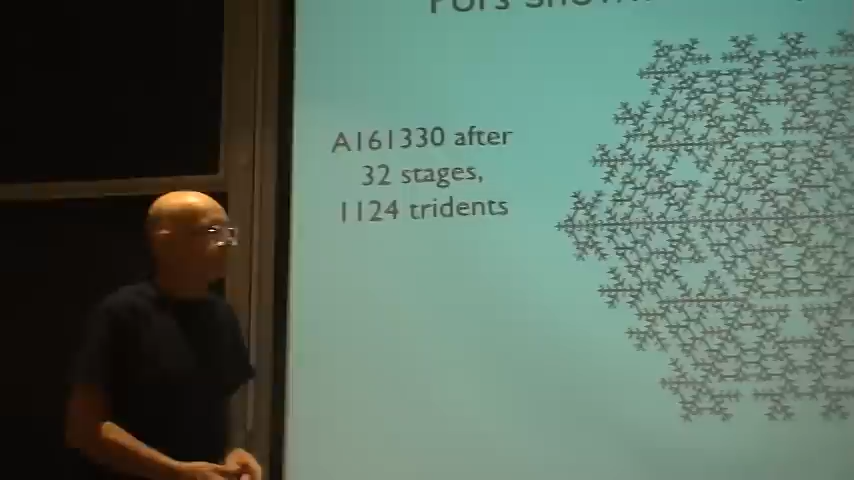 A161330 after
32 stages,
1124 tridents